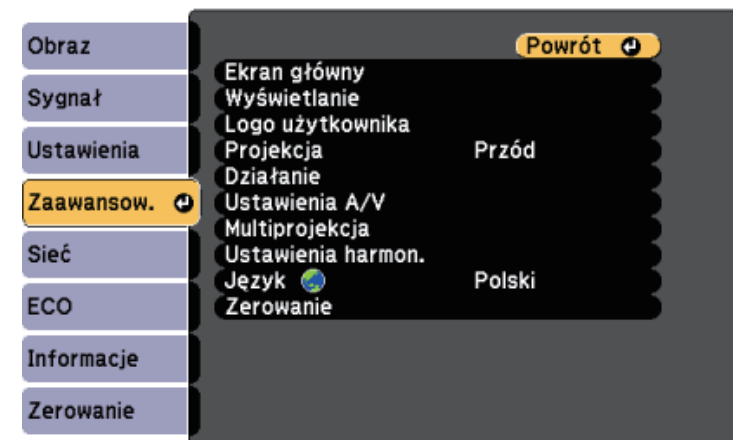 Obraz
Sygnał
Ustawienia
Zaawansow.
Sieć
ECO
Informacje
Zerowanie
Powrót
Ekran główny
Wyświetlanie
Logo użytkownika
Projekcja Przód
Działanie
Ustawienia A/V
Multiprojekcja
Ustawienia harmon.
Język Polski
Zerowanie